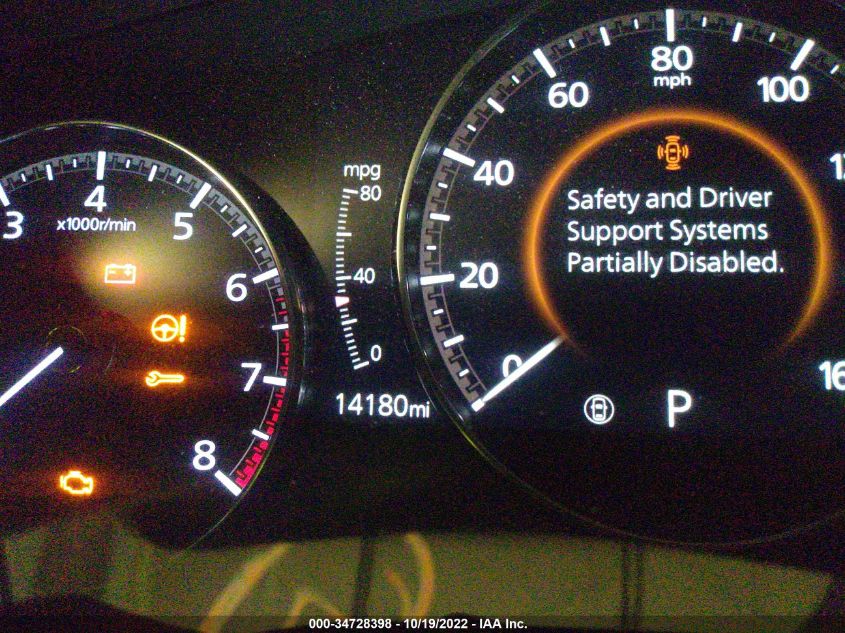 80
60
mph
100
40
mpg
80
Safety and Driver
Support Systems
Partially Disabled.
4
3
5
x1000r/min
6
40
20
7
0
0
14180mi
P
8
000-34728398 - 10/19/2022 - IAA Inc.